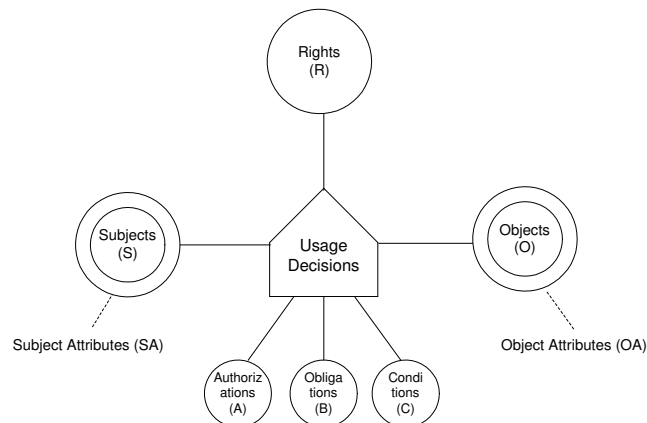 Rights
(R)
Subjects
(S)
Objects
(O)
Usage
Decisions
Subject Attributes (SA)
Object Attributes (OA)
Authoriz
ations
(A)
Obliga
tions
(B)
Condi
tions
(C)